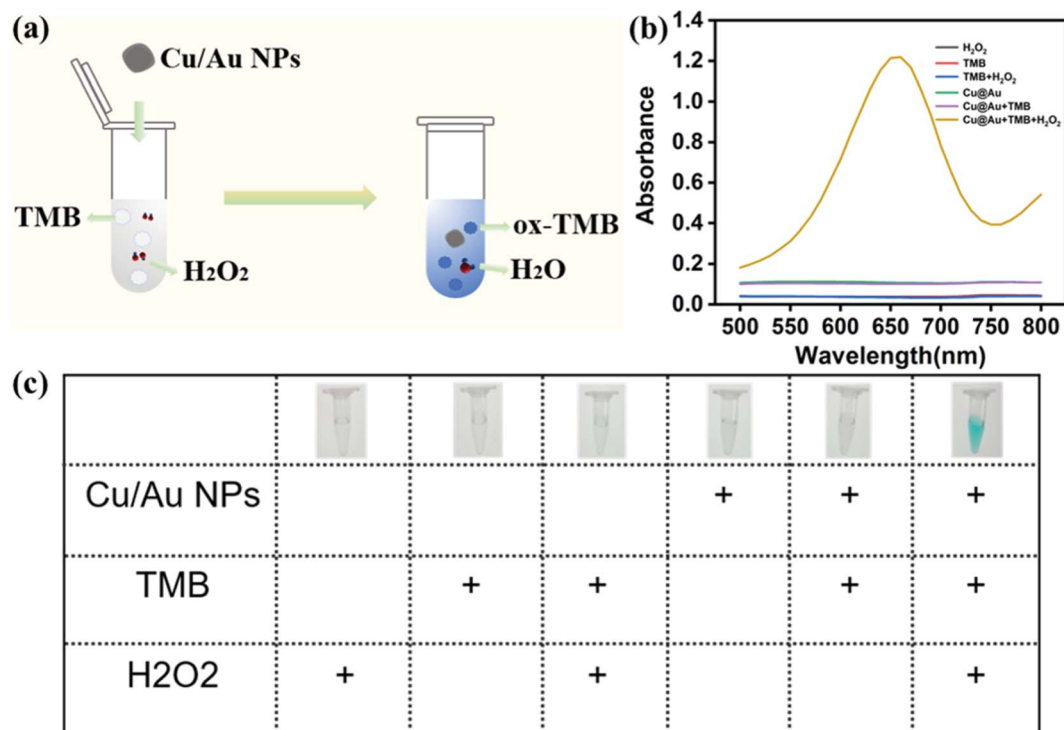 (a)
Cu/Au NPs
TMB
H₂O₂
ox-TMB
H₂O
(b)
1.4
1.2
1.0
0.8
0.6
0.4
0.2
0.0
Absorbance
500 550 600 650 700 750 800
Wavelength(nm)
H₂O₂
TMB
TMB+H₂O₂
Cu@Au
Cu@Au+TMB
Cu@Au+TMB+H₂O₂
(c)
Cu/Au NPs + + +
TMB + + + +
H2O2 + + +